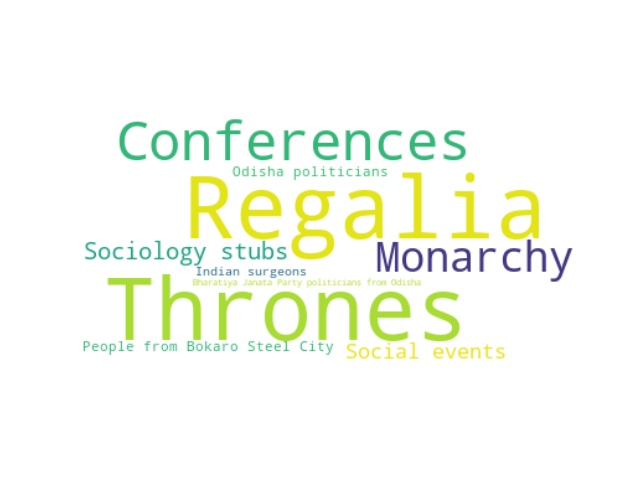 Conferences
Odisha politicians
Regalia
Sociology stubs
Monarchy
Indian surgeons
Bharatiya Janata Party politicians from Odisha
Thrones
People from Bokaro Steel City
Social events